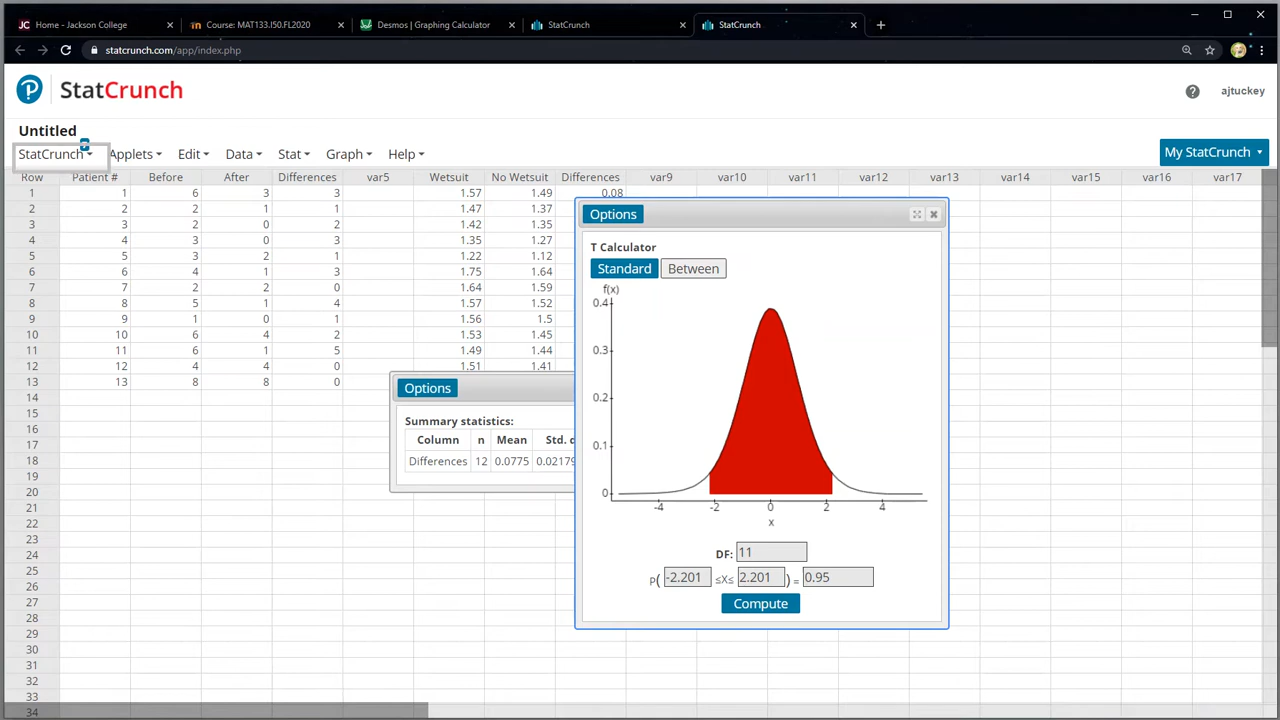 Home - Jackson College
Course: MAT133.I50.FL2020
Desmos | Graphing Calculator
StatCrunch
StatCrunch
statcrunch.com/app/index.php
StatCrunch
ajtuckey
Untitled
StatCrunch Applets Edit Data Stat Graph Help
My StatCrunch
Row Patient # Before After Differences var5 Wetsuit No Wetsuit Differences var9 var10 var11 var12 var13 var14 var15 var16 var17
1 1 6 3 3 1.57 1.49 0.08
2 2 2 1 1 1.47 1.37
3 3 2 0 2 1.42 1.35
4 4 3 0 3 1.35 1.27
5 5 3 2 1 1.22 1.12
6 6 4 1 3 1.75 1.64
7 7 2 2 0 1.64 1.59
8 8 5 1 4 1.57 1.52
9 9 1 0 1 1.56 1.5
10 10 6 4 2 1.53 1.45
11 11 6 1 5 1.49 1.44
12 12 4 4 0 1.51 1.41
13 13 8 8 0
14
15
16
17
18
19
20
21
22
23
24
25
26
27
28
29
30
31
32
33
34
Options
Summary statistics:
Column n Mean Std. d
Differences 12 0.0775 0.02179
Options
T Calculator
Standard Between
f(x)
0.4
0.3
0.2
0.1
0
-4 -2 0 2 4
x
DF: 11
P( -2.201 ≤X≤ 2.201 ) = 0.95
Compute